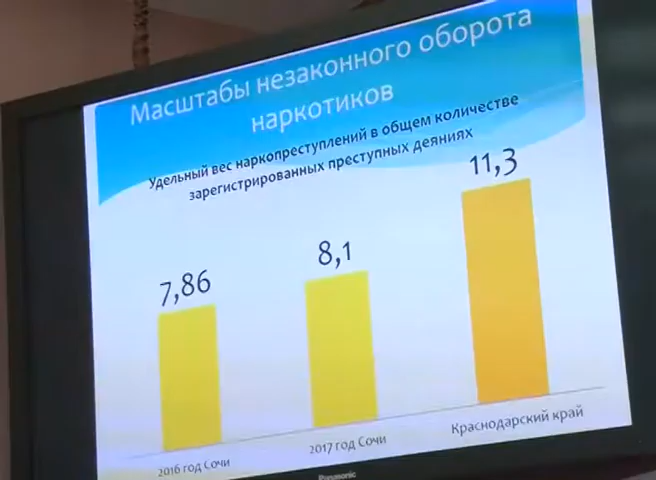 Масштабы незаконного оборота
наркотиков
Удельный вес наркопреступлений в общем количестве
зарегистрированных преступных деяниях
11,3
8,1
7,86
2016 год Сочи
2017 год Сочи
Краснодарский край
Panasonic